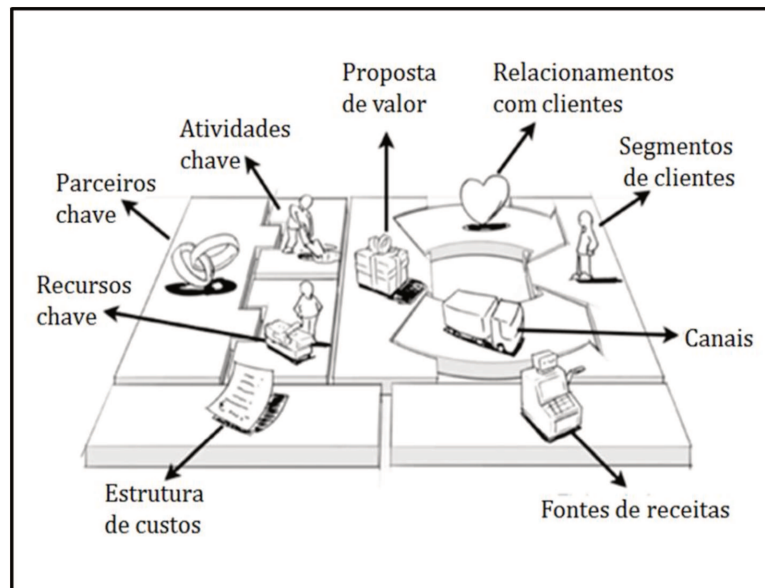 Proposta
de valor
Relacionamentos
com clientes
Atividades
chave
Segmentos
de clientes
Parceiros
chave
Recursos
chave
Canais
Estrutura
de custos
Fontes de receitas